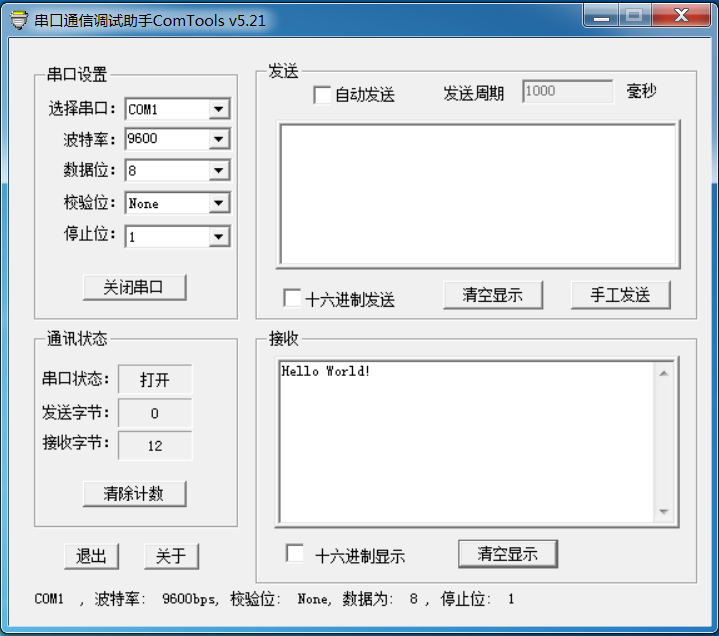 串口通信调试助手ComTools v5.21
串口设置
选择串口: COM1
波特率: 9600
数据位: 8
校验位: None
停止位: 1
关闭串口
发送
自动发送 发送周期 1000 毫秒
十六进制发送 清空显示 手工发送
通讯状态
串口状态: 打开
发送字节: 0
接收字节: 12
清除计数
接收
Hello World!
十六进制显示 清空显示
退出 关于
COM1 , 波特率: 9600bps, 校验位: None, 数据为: 8 , 停止位: 1